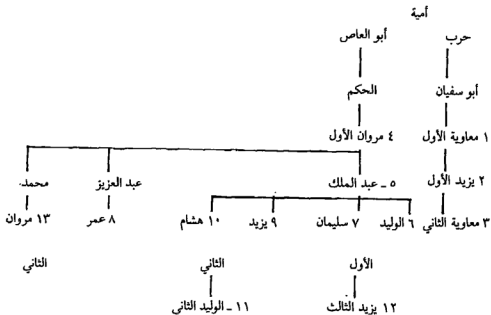 أمية
حرب أبو العاص
أبو سفيان الحكم
١ معاوية الأول ٤ مروان الأول
٢ يزيد الأول ٥ ـ عبد الملك عبد العزيز محمد
٣ معاوية الثاني ٦ الوليد ٧ سليمان ٩ يزيد ١٠ هشام ٨ عمر ١٣ مروان
الأول الثاني الثاني
١٢ يزيد الثالث ١١ ـ الوليد الثانى